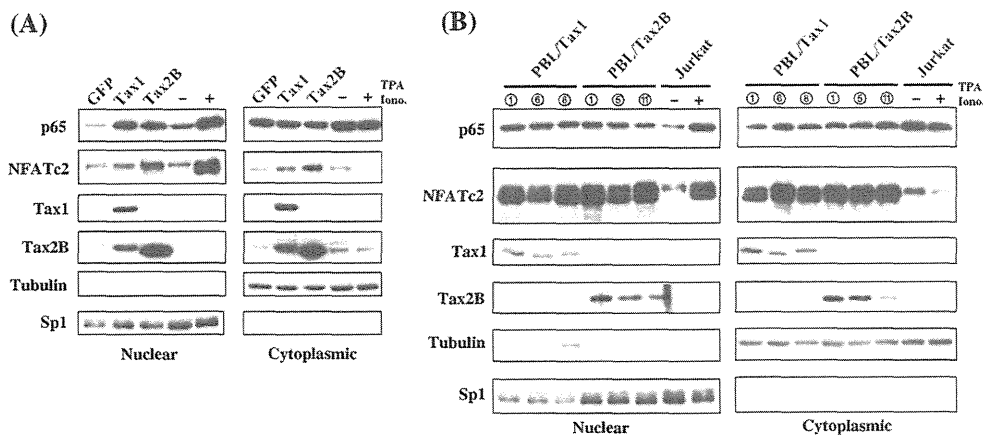 (A)
GFP Tax1 Tax2B − + TPA Iono.
GFP Tax1 Tax2B − + TPA Iono.
p65
NFATc2
Tax1
Tax2B
Tubulin
Sp1
Nuclear Cytoplasmic
(B)
PBL/Tax1 PBL/Tax2B Jurkat
PBL/Tax1 PBL/Tax2B Jurkat
① ⑥ ⑧ ① ⑤ ⑪ − + TPA Iono.
① ⑥ ⑧ ① ⑤ ⑪ − + TPA Iono.
p65
NFATc2
Tax1
Tax2B
Tubulin
Sp1
Nuclear Cytoplasmic